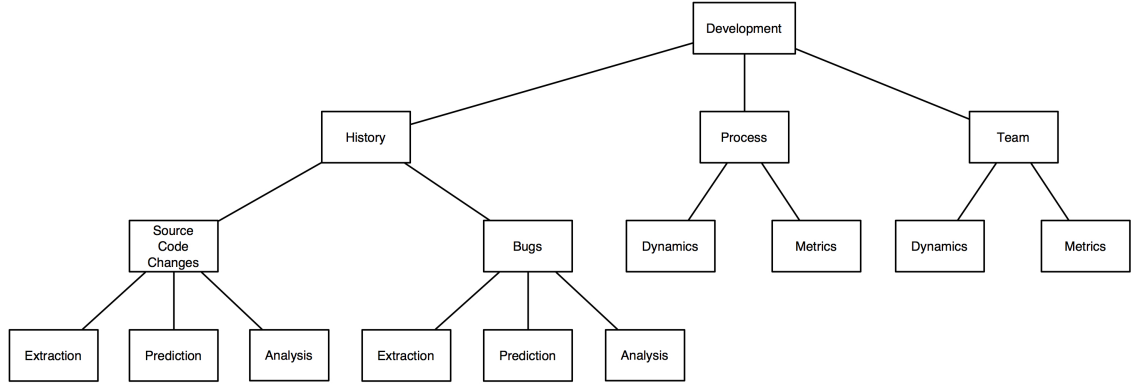 Development
History
Process
Team
Source
Code
Changes
Bugs
Dynamics
Metrics
Dynamics
Metrics
Extraction
Prediction
Analysis
Extraction
Prediction
Analysis